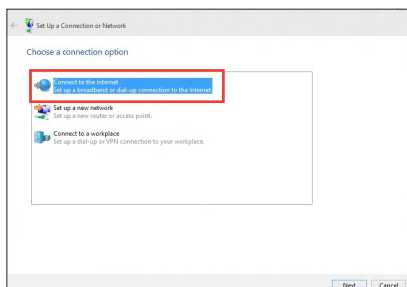 Set Up a Connection or Network
Choose a connection option
Connect to the Internet
Set up a broadband or dial-up connection to the Internet.
Set up a new network
Set up a new router or access point.
Connect to a workplace
Set up a dial-up or VPN connection to your workplace.
Next Cancel